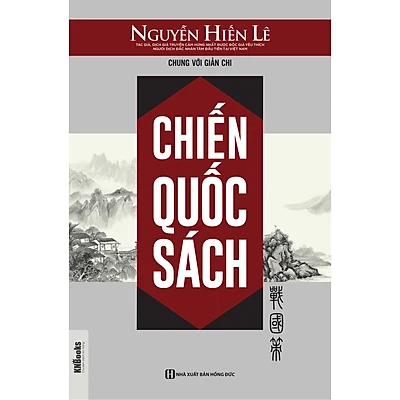 NGUYỄN HIẾN LÊ
TÁC GIẢ, DỊCH GIẢ TRUYỀN CẢM HỨNG NHẤT ĐƯỢC ĐỘC GIẢ YÊU THÍCH
NGƯỜI DỊCH ĐẮC NHÂN TÂM ĐẦU TIÊN TẠI VIỆT NAM
CHUNG VỚI GIẢN CHI
CHIẾN
QUỐC
SÁCH
戰國策
KNBooks
NHÀ XUẤT BẢN HỒNG ĐỨC